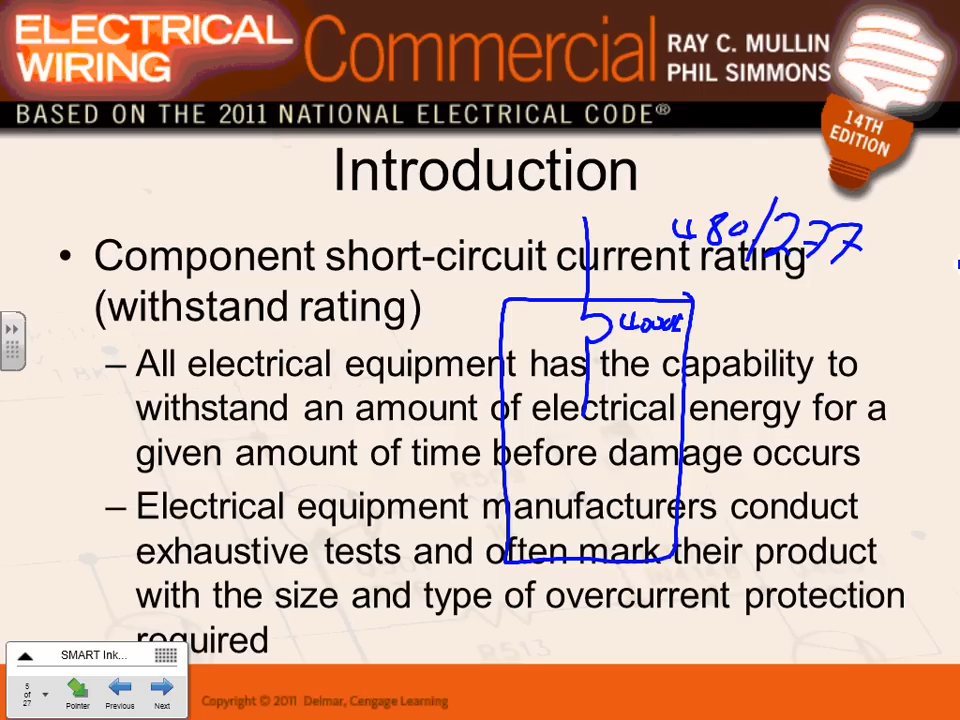 ELECTRICAL
WIRING
Commercial
RAY C. MULLIN
PHIL SIMMONS
BASED ON THE 2011 NATIONAL ELECTRICAL CODE®
14TH
EDITION
Introduction
480/277
• Component short-circuit current rating
(withstand rating)
– All electrical equipment has the capability to
withstand an amount of electrical energy for a
given amount of time before damage occurs
– Electrical equipment manufacturers conduct
exhaustive tests and often mark their product
with the size and type of overcurrent protection
required
SMART Ink...
5
of
27
Pointer
Previous
Next
Copyright © 2011 Delmar, Cengage Learning